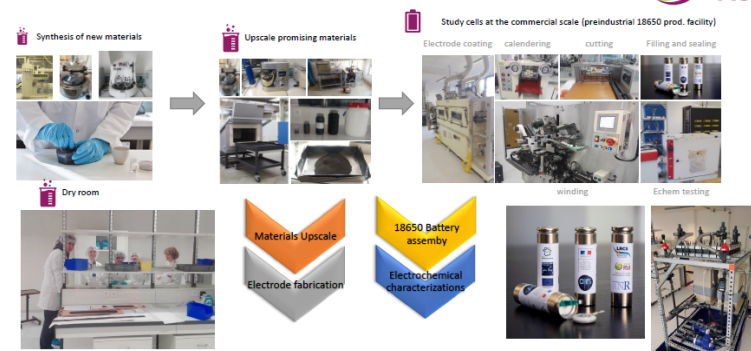 Synthesis of new materials
Upscale promising materials
Study cells at the commercial scale (preindustrial 18650 prod. facility)
Electrode coating
calendering
cutting
Filling and sealing
Dry room
winding
Echem testing
Materials Upscale
Electrode fabrication
18650 Battery
assemby
Electrochemical
characterizations